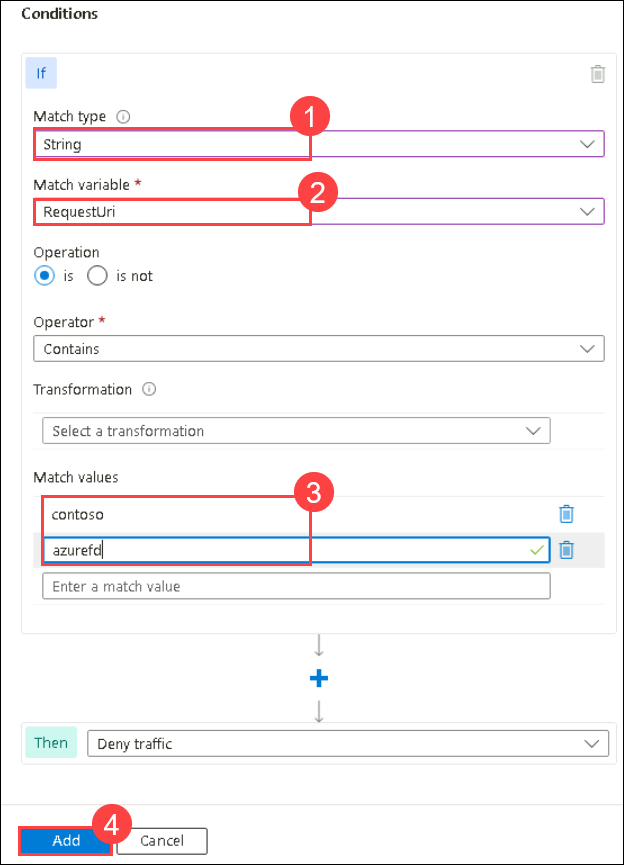 Conditions
If
Match type
1
String
Match variable *
2
RequestUri
Operation
is is not
Operator *
Contains
Transformation
Select a transformation
Match values
3
contoso
azurefd
Enter a match value
Then Deny traffic
4
Add Cancel